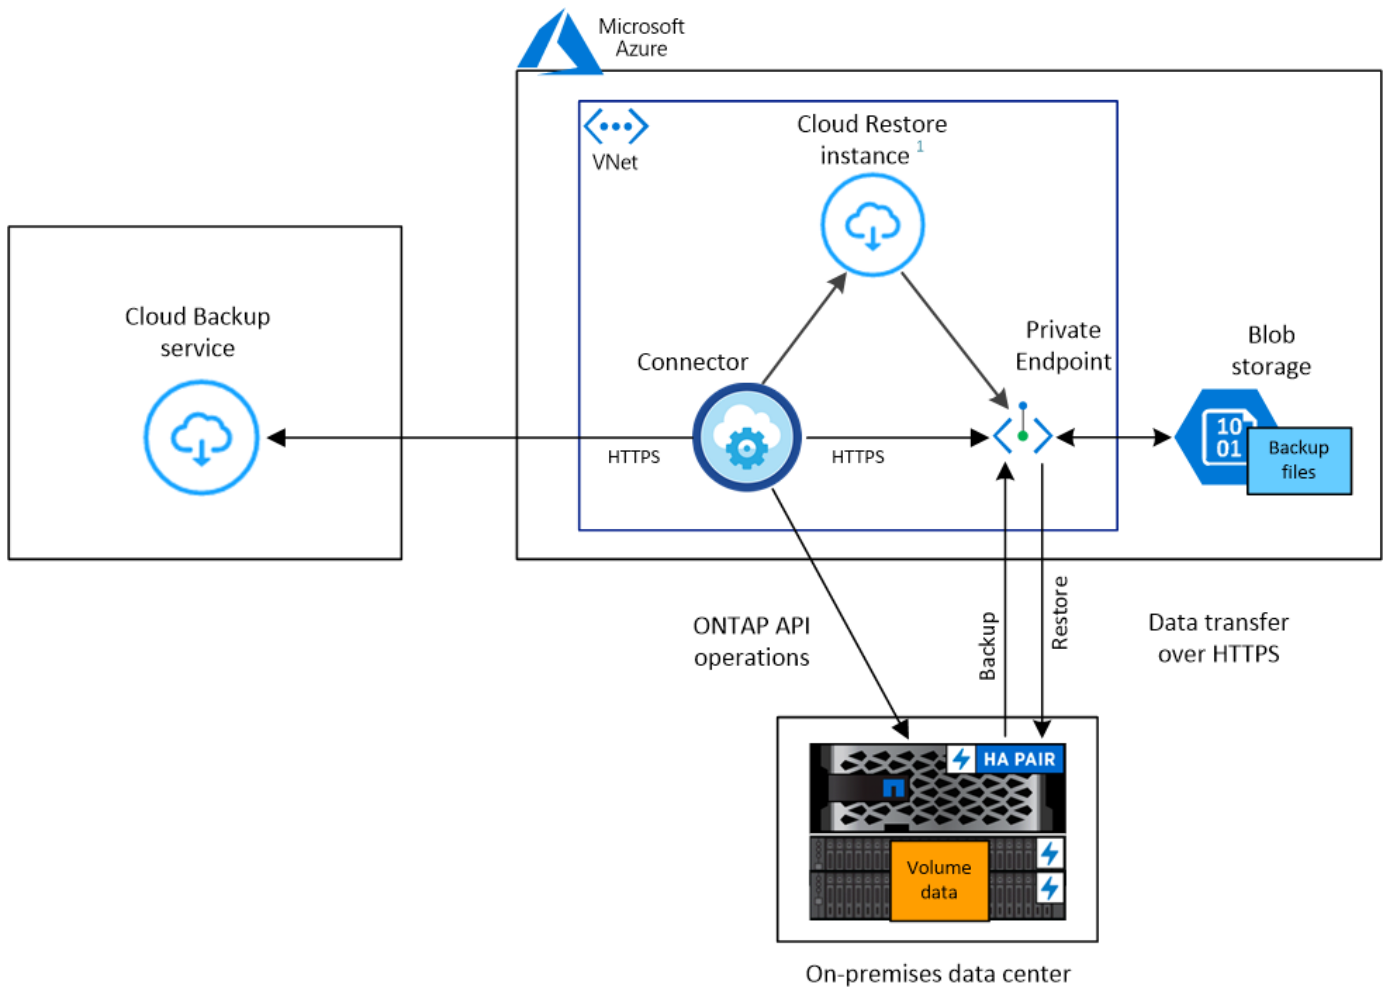 Microsoft
Azure
VNet
Cloud Restore
instance 1
Cloud Backup
service
Connector
Private
Endpoint
Blob
storage
10
01
Backup
files
HTTPS
HTTPS
ONTAP API
operations
Backup
Restore
Data transfer
over HTTPS
HA PAIR
Volume
data
On-premises data center